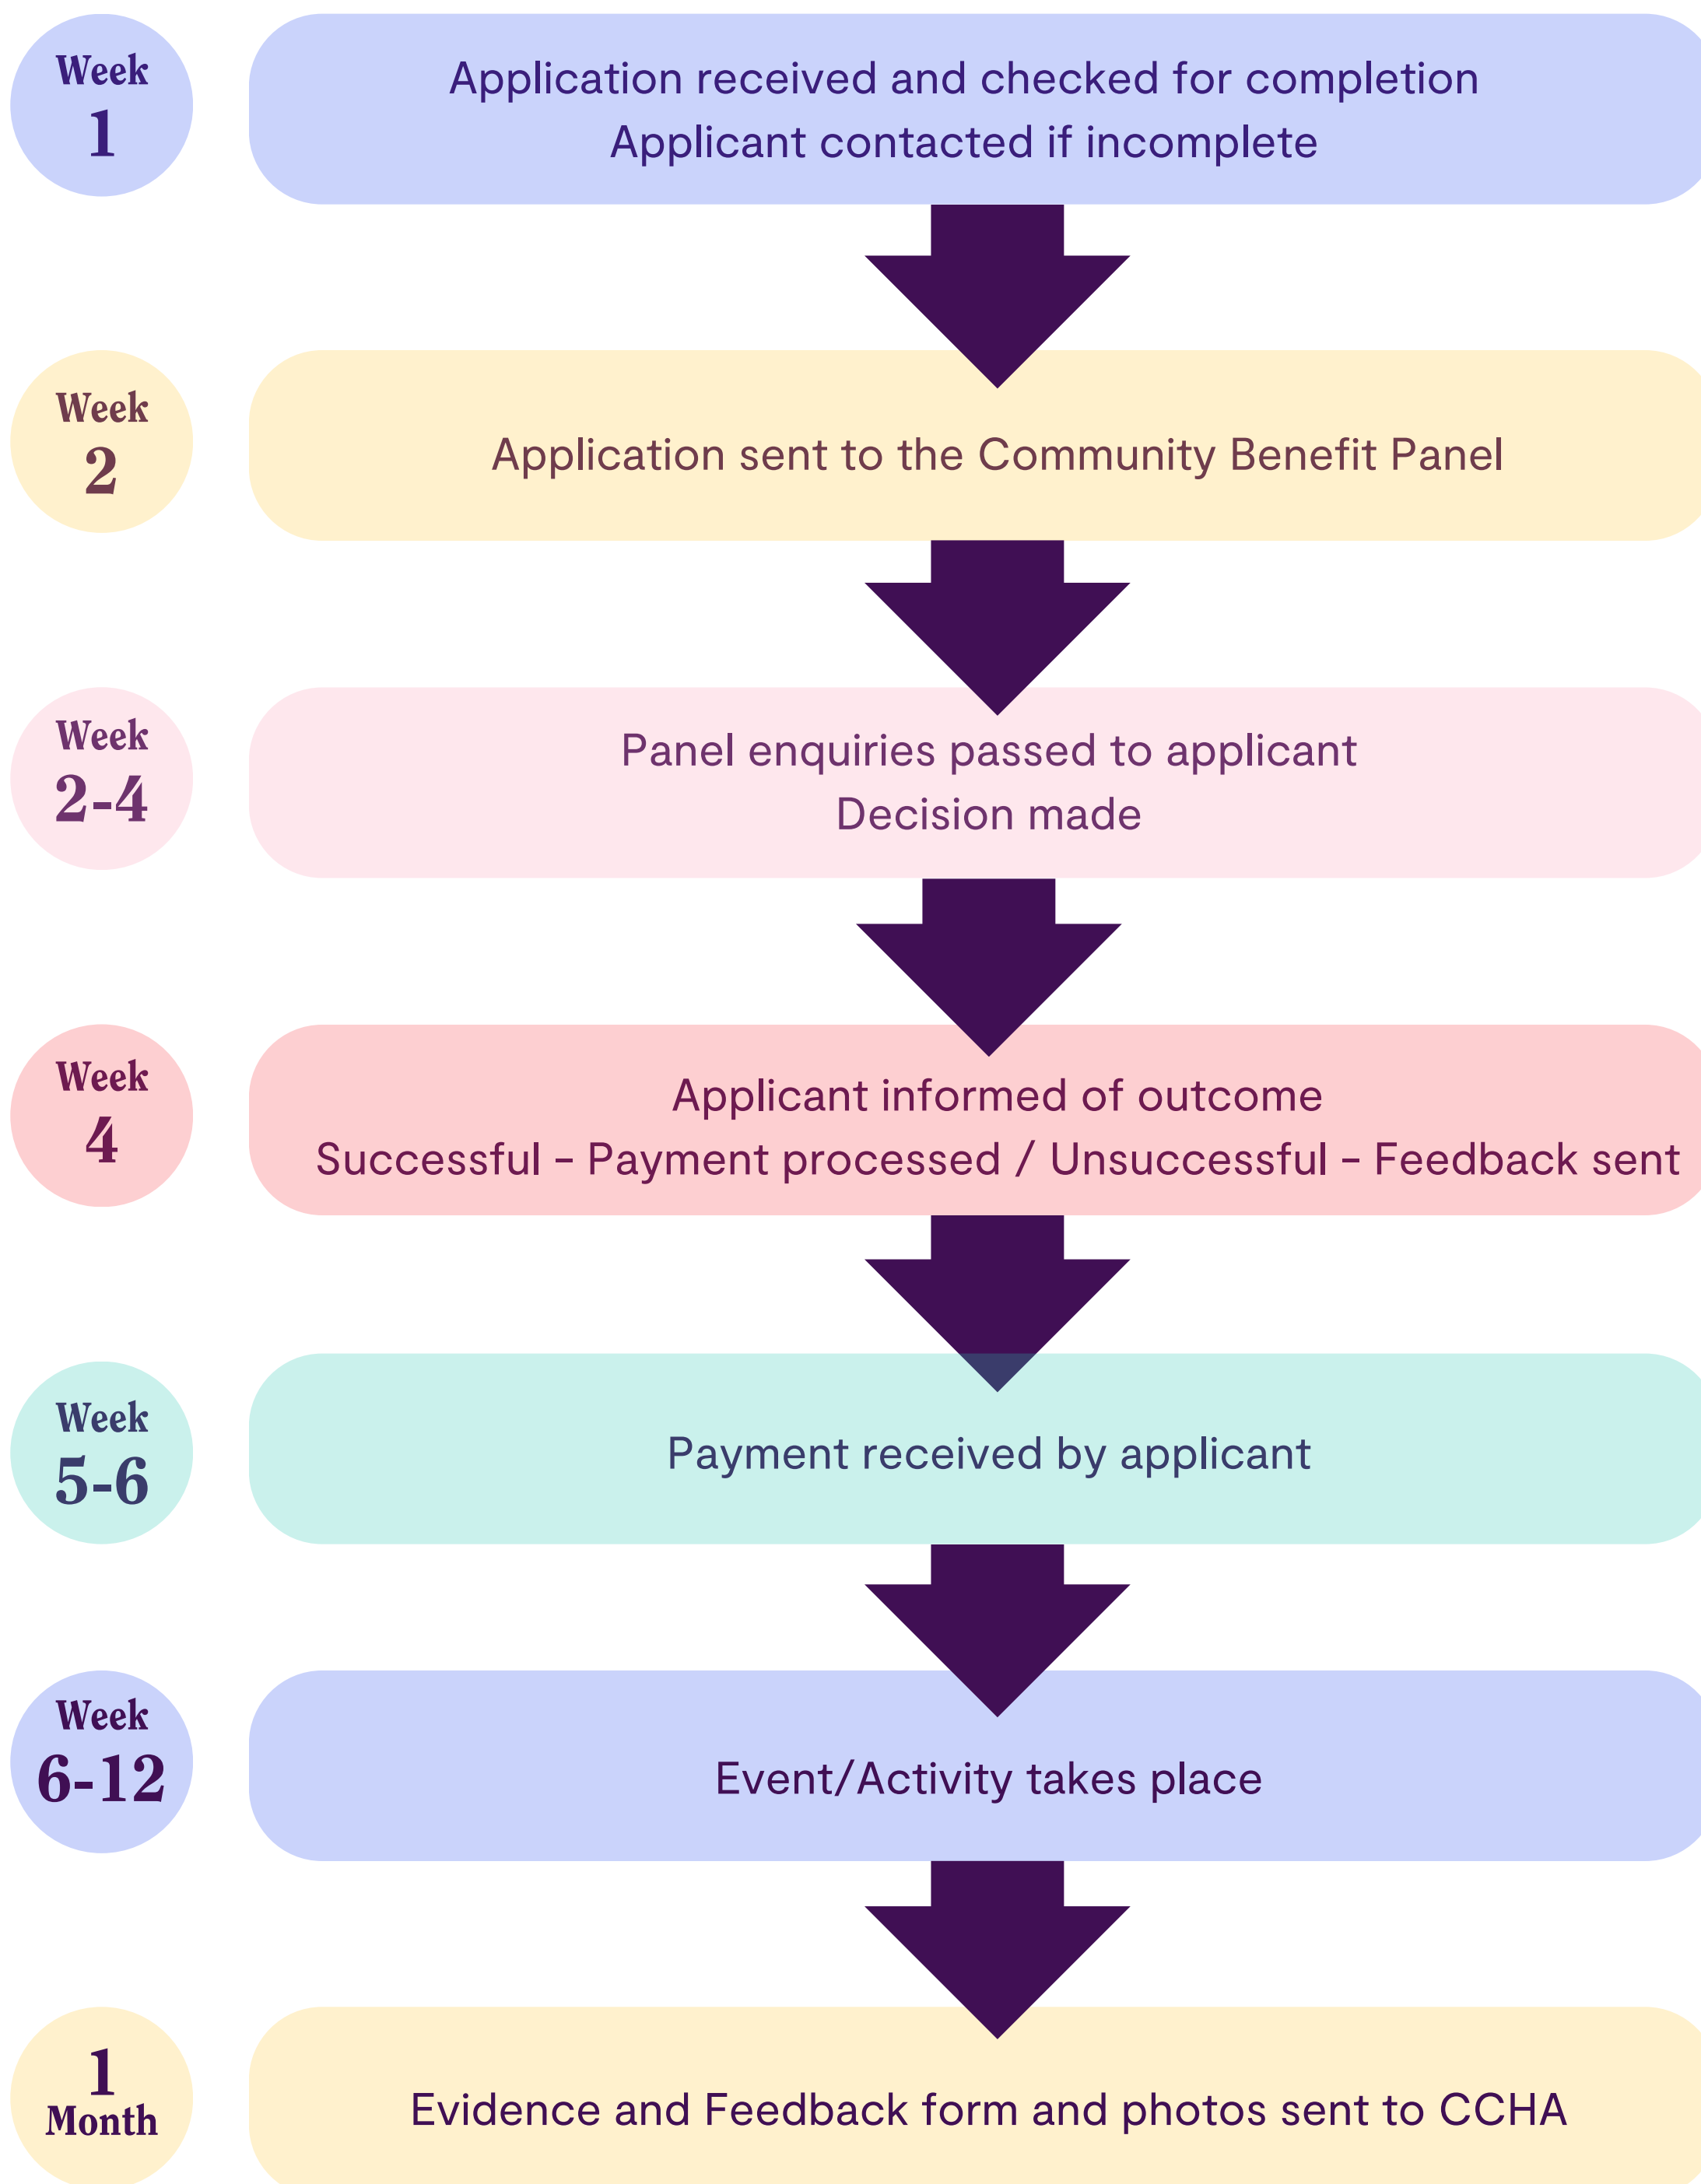 Week
1
Application received and checked for completion
Applicant contacted if incomplete
Week
2
Application sent to the Community Benefit Panel
Week
2-4
Panel enquiries passed to applicant
Decision made
Week
4
Applicant informed of outcome
Successful - Payment processed / Unsuccessful - Feedback sent
Week
5-6
Payment received by applicant
Week
6-12
Event/Activity takes place
1
Month
Evidence and Feedback form and photos sent to CCHA